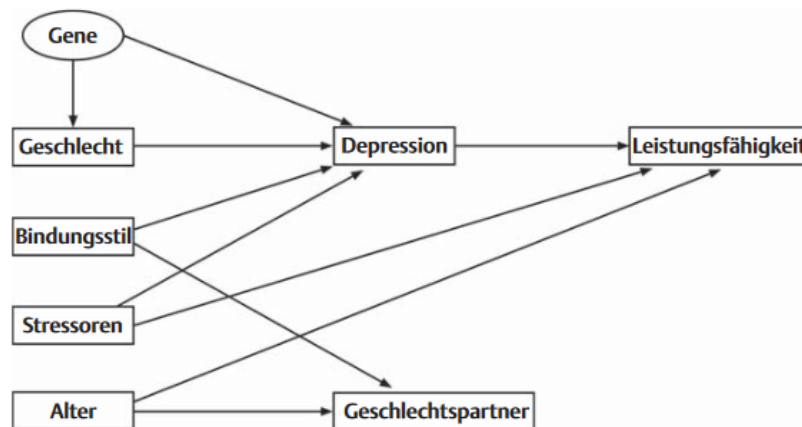 Gene
Geschlecht
Depression
Leistungsfähigkeit
Bindungsstil
Stressoren
Alter
Geschlechtspartner